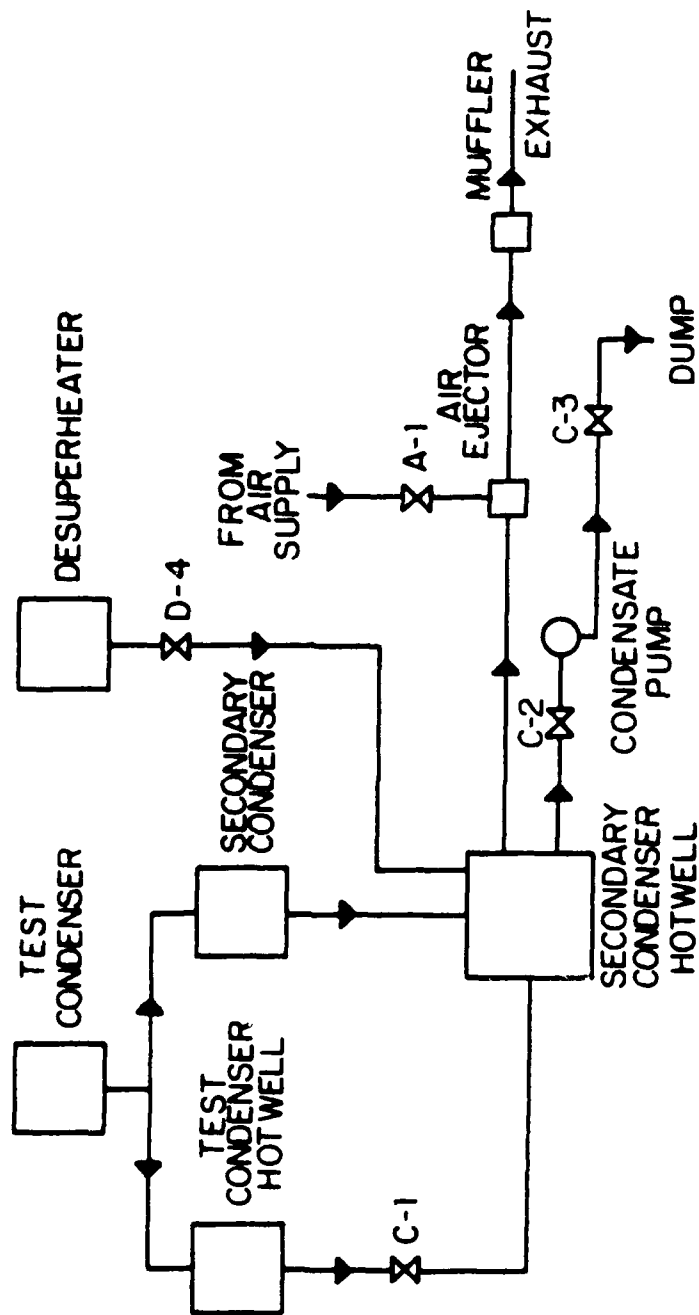 TEST
CONDENSER
DESUPERHEATER
D-4
SECONDARY
CONDENSER
TEST
CONDENSER
HOTWELL
C-1
FROM
AIR
SUPPLY
A-1
AIR
EJECTOR
MUFFLER
EXHAUST
C-2
C-3
CONDENSATE
PUMP
DUMP
SECONDARY
CONDENSER
HOTWELL